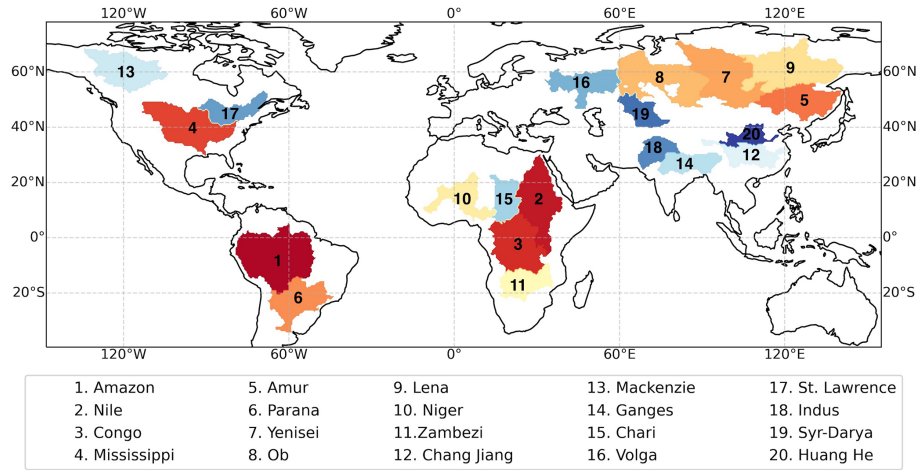 120°W 60°W 0° 60°E 120°E
60°N 13 16 8 7 9 60°N
17 19 5
40°N 4 20 40°N
18 14 12
20°N 10 15 2 20°N
0° 3 0°
1
20°S 6 11 20°S
120°W 60°W 0° 60°E 120°E
1. Amazon 5. Amur 9. Lena 13. Mackenzie 17. St. Lawrence
2. Nile 6. Parana 10. Niger 14. Ganges 18. Indus
3. Congo 7. Yenisei 11.Zambezi 15. Chari 19. Syr-Darya
4. Mississippi 8. Ob 12. Chang Jiang 16. Volga 20. Huang He